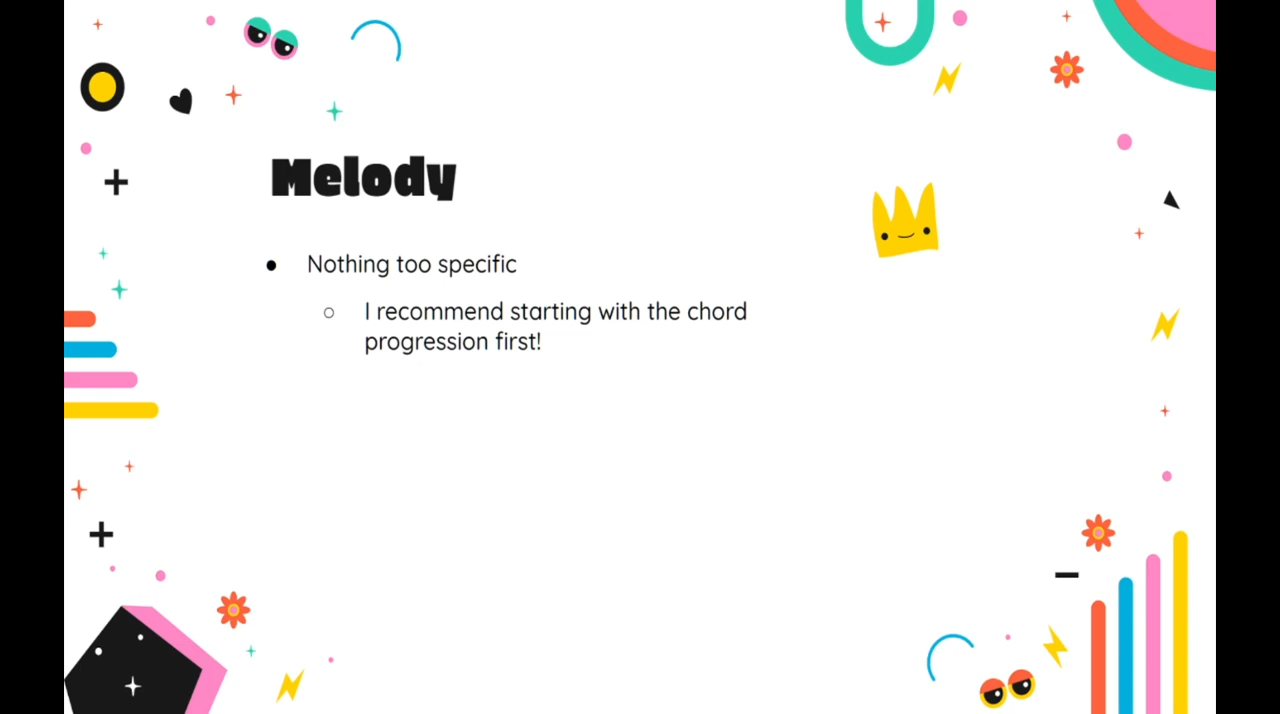 Melody
● Nothing too specific
○ I recommend starting with the chord
progression first!